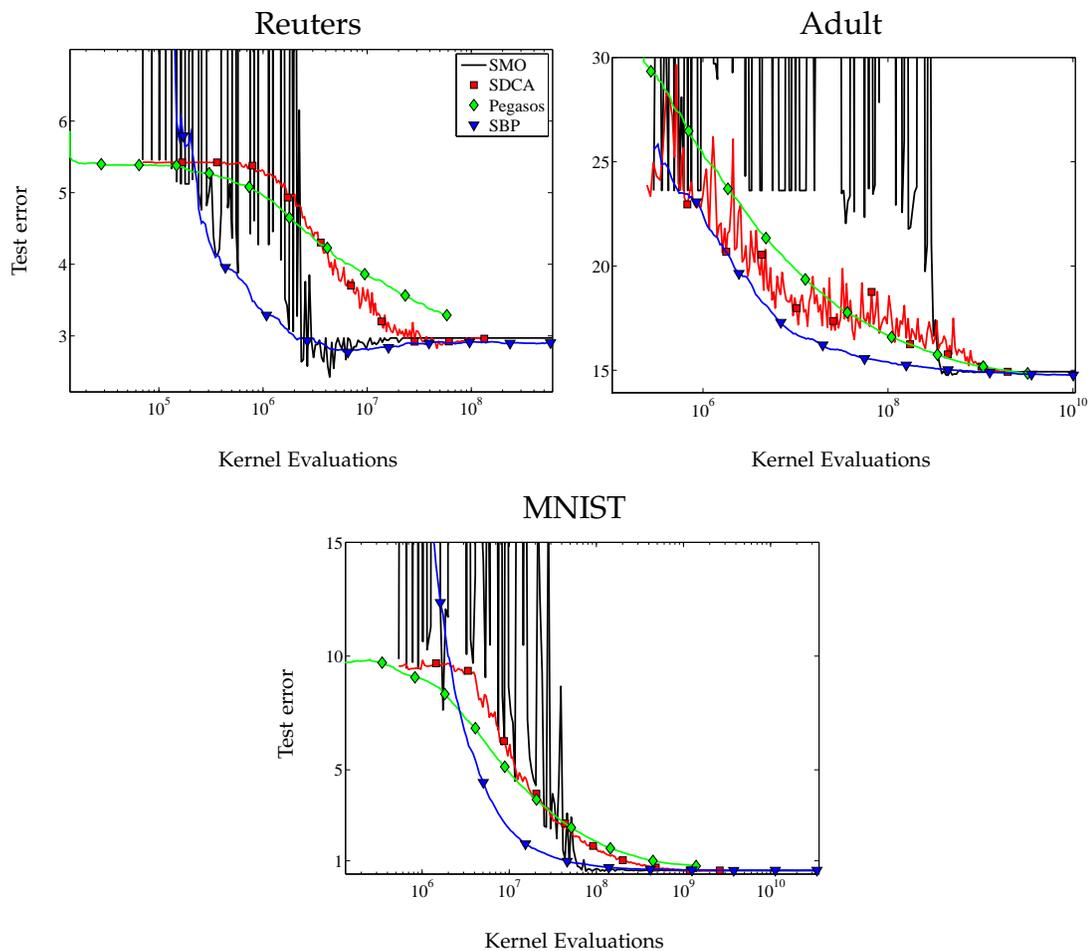 Reuters
Test error
6
5
4
3
SMO
SDCA
Pegasos
SBP
10^5 10^6 10^7 10^8
Kernel Evaluations
Adult
30
25
20
15
10^6 10^8 10^10
Kernel Evaluations
MNIST
Test error
15
10
5
1
10^6 10^7 10^8 10^9 10^10
Kernel Evaluations